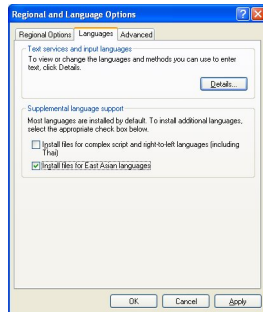 Regional and Language Options
Regional Options Languages Advanced
Text services and input languages
To view or change the languages and methods you can use to enter
text, click Details.
Details...
Supplemental language support
Most languages are installed by default. To install additional languages,
select the appropriate check box below.
Install files for complex script and right-to-left languages (including
Thai)
Install files for East Asian languages
OK Cancel Apply